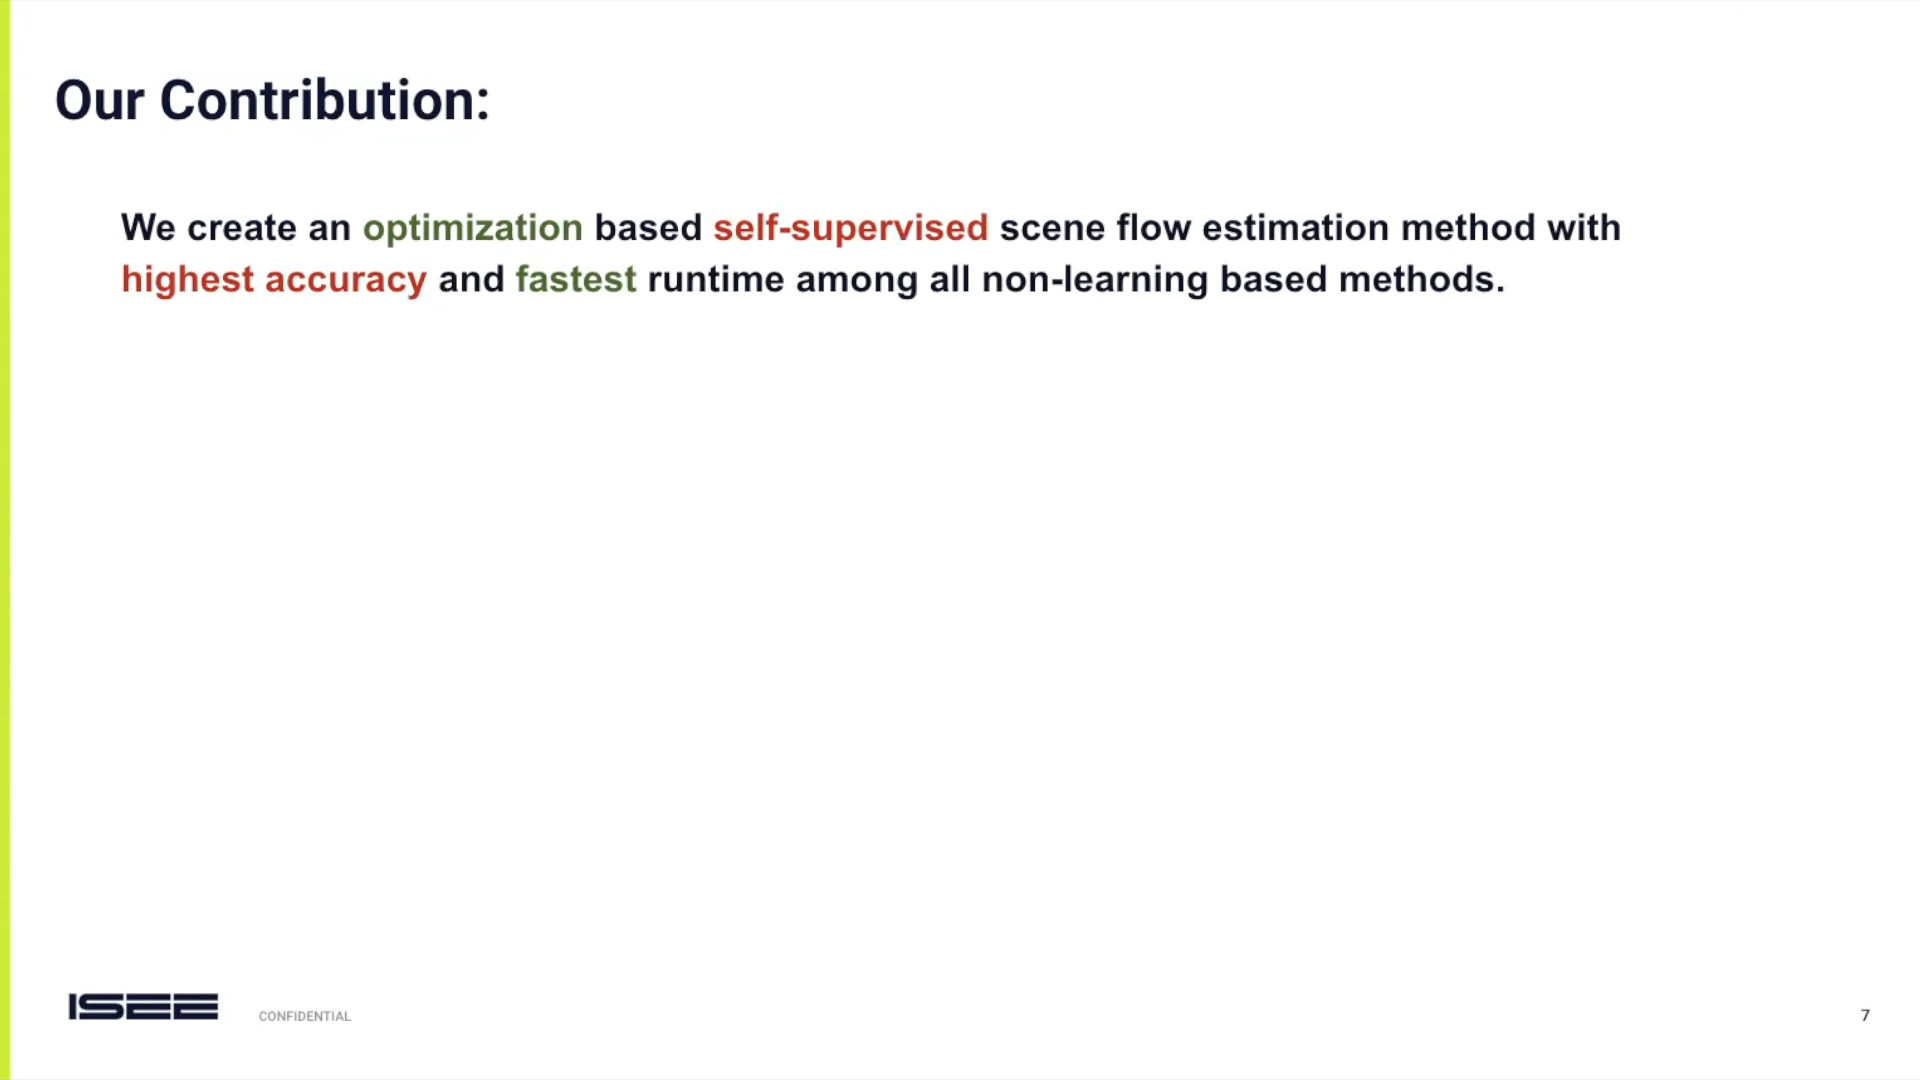 Our Contribution:
We create an optimization based self-supervised scene flow estimation method with
highest accuracy and fastest runtime among all non-learning based methods.
ISEE
CONFIDENTIAL
7